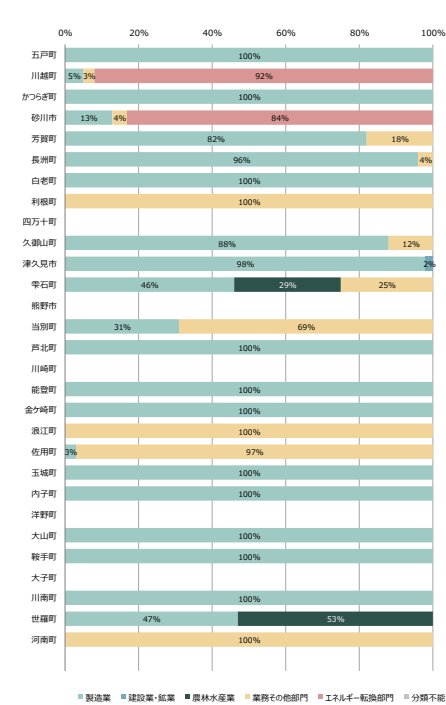 0% 20% 40% 60% 80% 100%
五戸町 100%
川越町 5% 3% 92%
かつらぎ町 100%
砂川市 13% 4% 84%
芳賀町 82% 18%
長洲町 96% 4%
白老町 100%
利根町 100%
四万十町
久御山町 88% 12%
津久見市 98% 2%
雫石町 46% 29% 25%
熊野市
当別町 31% 69%
芦北町 100%
川崎町
能登町 100%
金ケ崎町 100%
浪江町 100%
佐用町 3% 97%
玉城町 100%
内子町 100%
洋野町
大山町 100%
鞍手町 100%
大子町
川南町 100%
世羅町 47% 53%
河南町 100%
製造業 建設業・鉱業 農林水産業 業務その他部門 エネルギー転換部門 分類不能